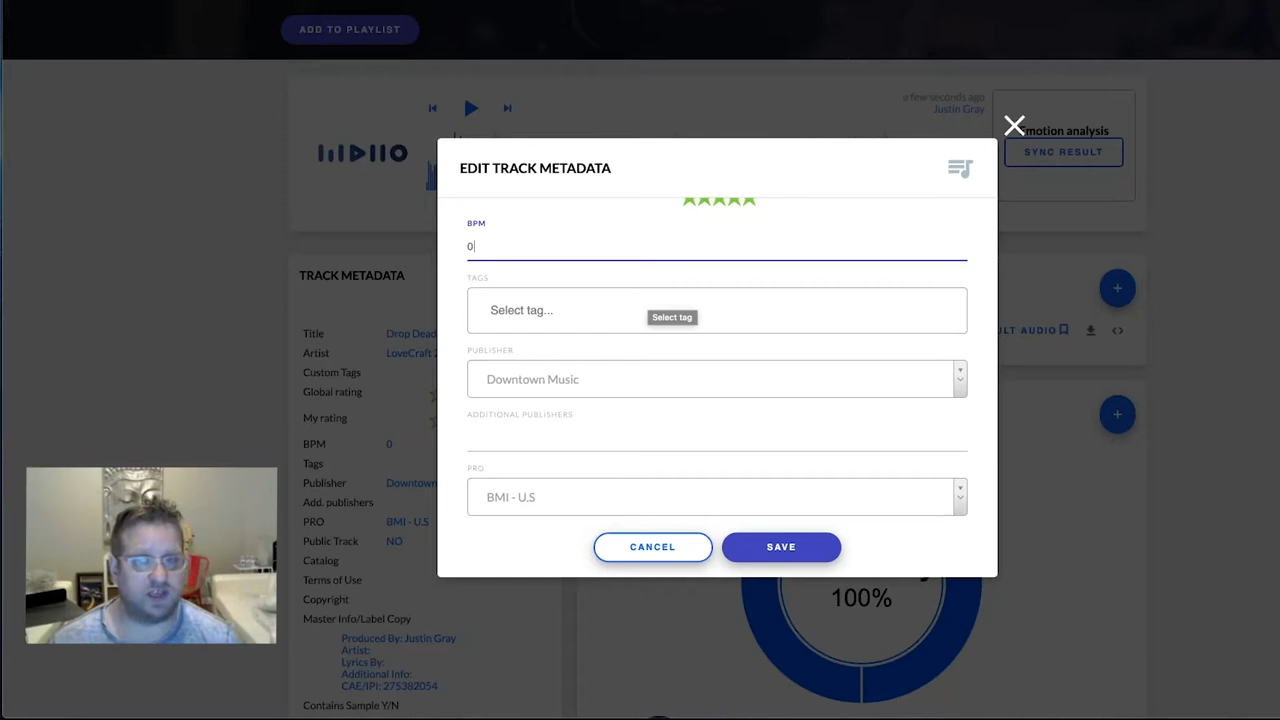 ADD TO PLAYLIST
a few seconds ago
Justin Gray
Emotion analysis
SYNC RESULT
EDIT TRACK METADATA
BPM
0
TAGS
Select tag...
Select tag
PUBLISHER
Downtown Music
ADDITIONAL PUBLISHERS
PRO
BMI - U.S
CANCEL
SAVE
TRACK METADATA
Title
Drop Dead
Artist
LoveCraft
Custom Tags
Global rating
My rating
BPM
0
Tags
Publisher
Downtown
Add. publishers
PRO
BMI - U.S
Public Track
NO
Catalog
Terms of Use
Copyright
Master Info/Label Copy
Produced By: Justin Gray
Artist:
Lyrics By:
Additional Info:
CAE/IPI: 275382054
Contains Sample Y/N
AUDIO
100%